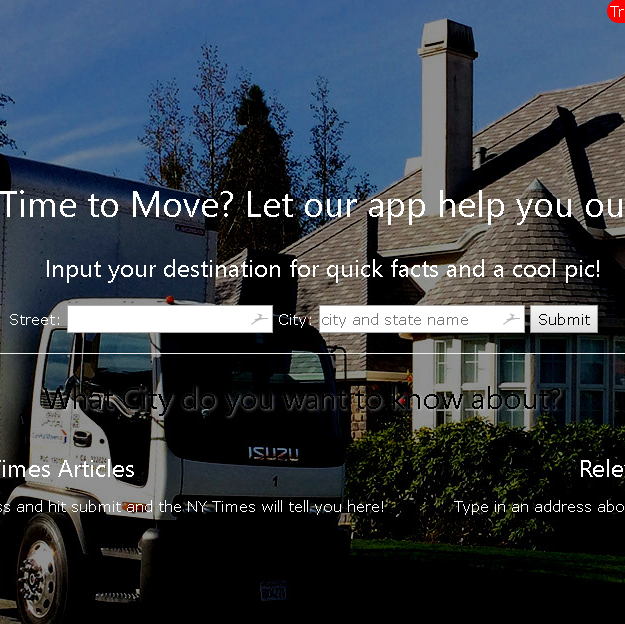 Tr
Time to Move? Let our app help you ou
Input your destination for quick facts and a cool pic!
Street: City: city and state name Submit
What City do you want to know about?
ISUZU
1
Times Articles Rele
ss and hit submit and the NY Times will tell you here! Type in an address abo